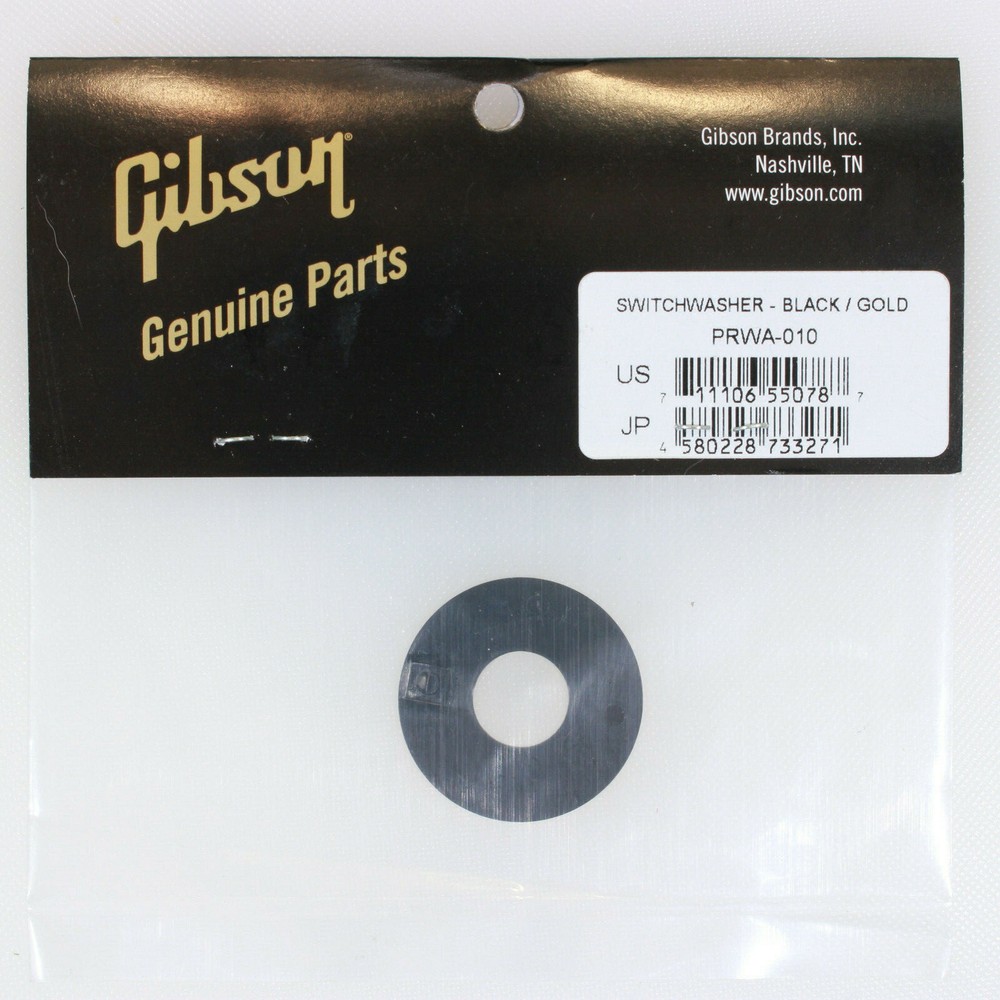 Gibson®
Genuine Parts
Gibson Brands, Inc.
Nashville, TN
www.gibson.com
SWITCHWASHER - BLACK / GOLD
PRWA-010
US
7 11106 55078 7
JP
4 580228 733271